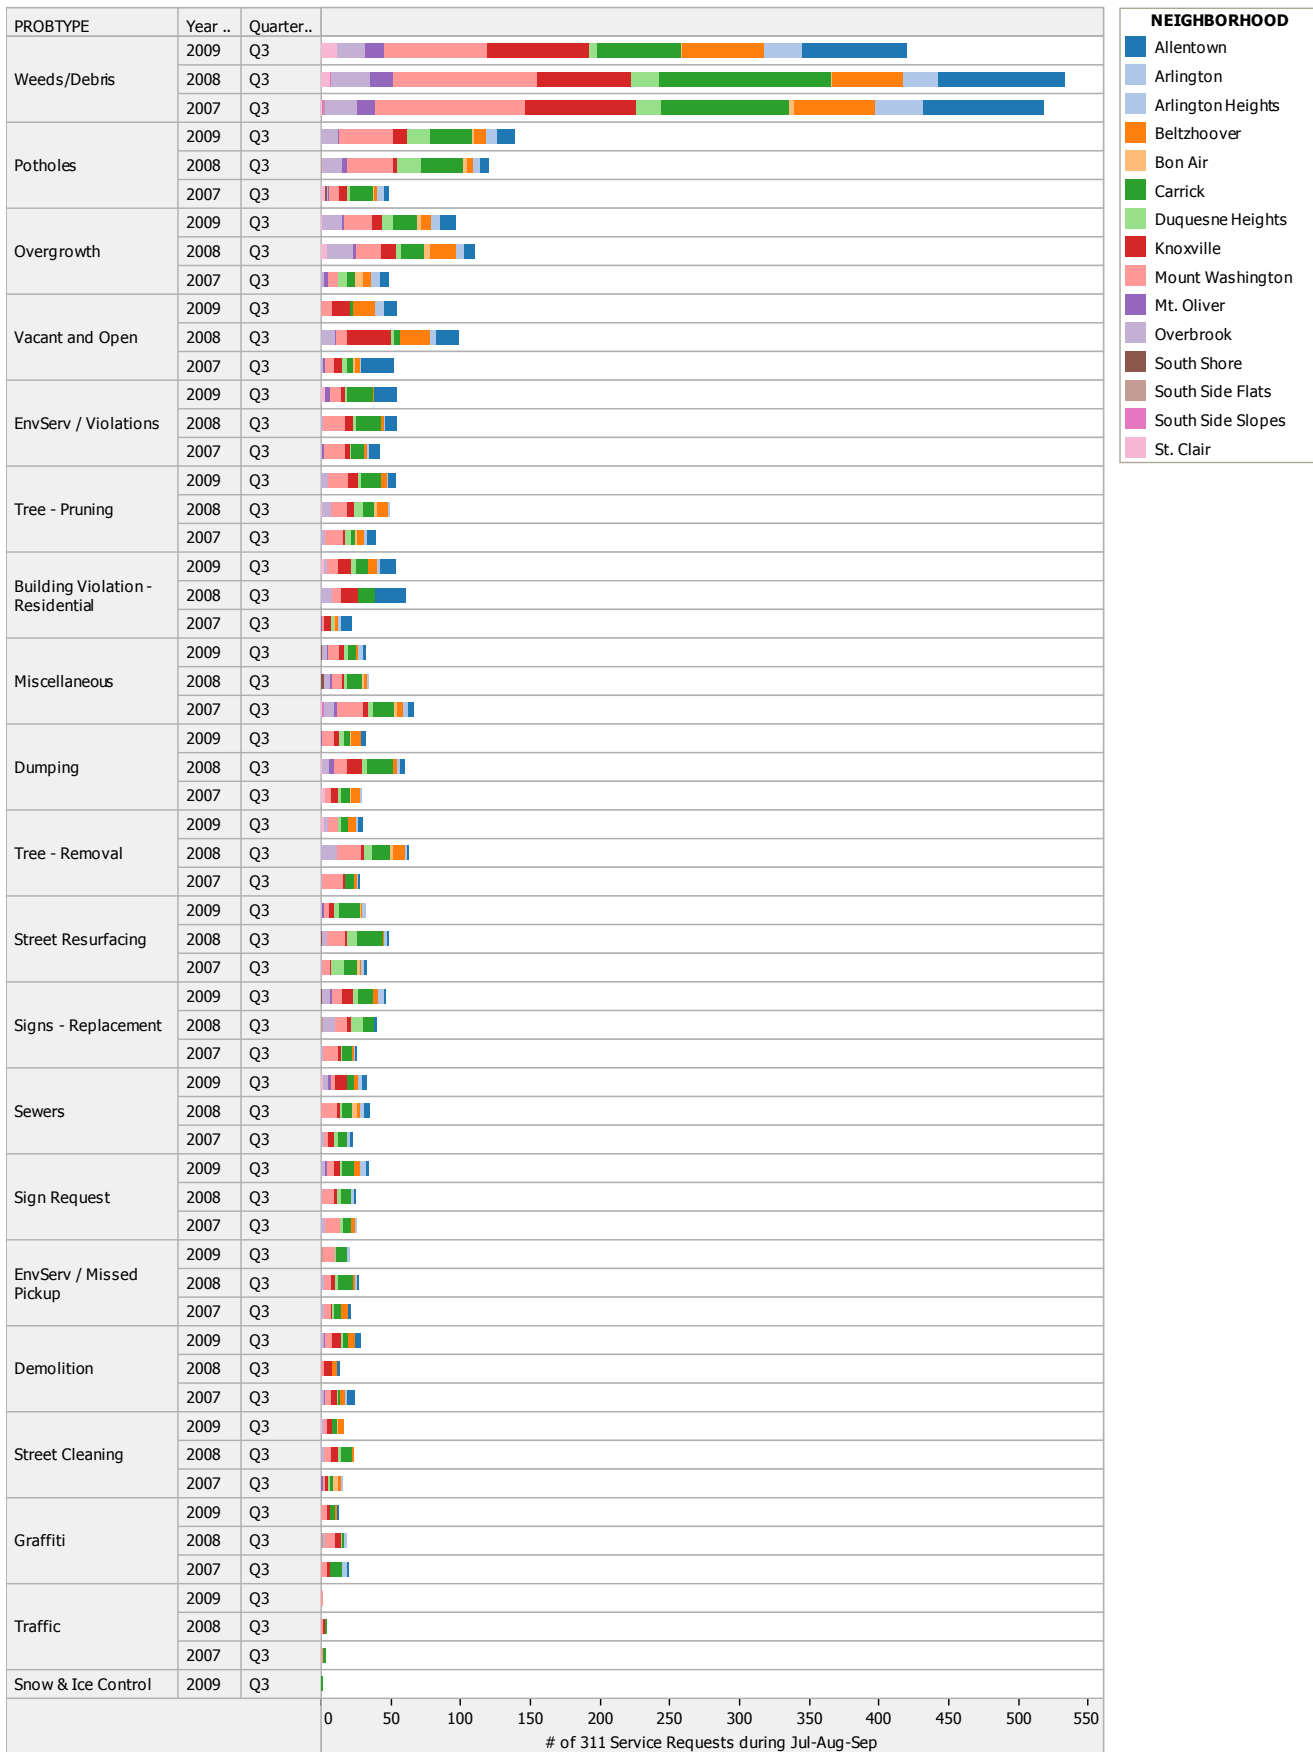 PROBTYPE Year .. Quarter..
Weeds/Debris
2009 Q3
2008 Q3
2007 Q3
Potholes
2009 Q3
2008 Q3
2007 Q3
Overgrowth
2009 Q3
2008 Q3
2007 Q3
Vacant and Open
2009 Q3
2008 Q3
2007 Q3
EnvServ / Violations
2009 Q3
2008 Q3
2007 Q3
Tree - Pruning
2009 Q3
2008 Q3
2007 Q3
Building Violation -
Residential
2009 Q3
2008 Q3
2007 Q3
Miscellaneous
2009 Q3
2008 Q3
2007 Q3
Dumping
2009 Q3
2008 Q3
2007 Q3
Tree - Removal
2009 Q3
2008 Q3
2007 Q3
Street Resurfacing
2009 Q3
2008 Q3
2007 Q3
Signs - Replacement
2009 Q3
2008 Q3
2007 Q3
Sewers
2009 Q3
2008 Q3
2007 Q3
Sign Request
2009 Q3
2008 Q3
2007 Q3
EnvServ / Missed
Pickup
2009 Q3
2008 Q3
2007 Q3
Demolition
2009 Q3
2008 Q3
2007 Q3
Street Cleaning
2009 Q3
2008 Q3
2007 Q3
Graffiti
2009 Q3
2008 Q3
2007 Q3
Traffic
2009 Q3
2008 Q3
2007 Q3
Snow & Ice Control 2009 Q3
0 50 100 150 200 250 300 350 400 450 500 550
# of 311 Service Requests during Jul-Aug-Sep
NEIGHBORHOOD
Allentown
Arlington
Arlington Heights
Beltzhoover
Bon Air
Carrick
Duquesne Heights
Knoxville
Mount Washington
Mt. Oliver
Overbrook
South Shore
South Side Flats
South Side Slopes
St. Clair